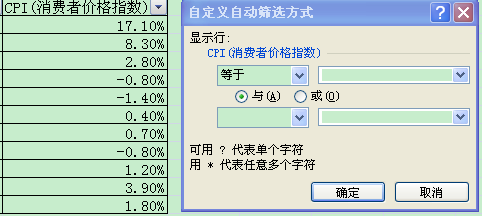 CPI(消费者价格指数)
17.10%
8.30%
2.80%
-0.80%
-1.40%
0.40%
0.70%
-0.80%
1.20%
3.90%
1.80%
自定义自动筛选方式
显示行:
CPI(消费者价格指数)
等于
与(A) 或(O)
可用 ? 代表单个字符
用 * 代表任意多个字符
确定 取消